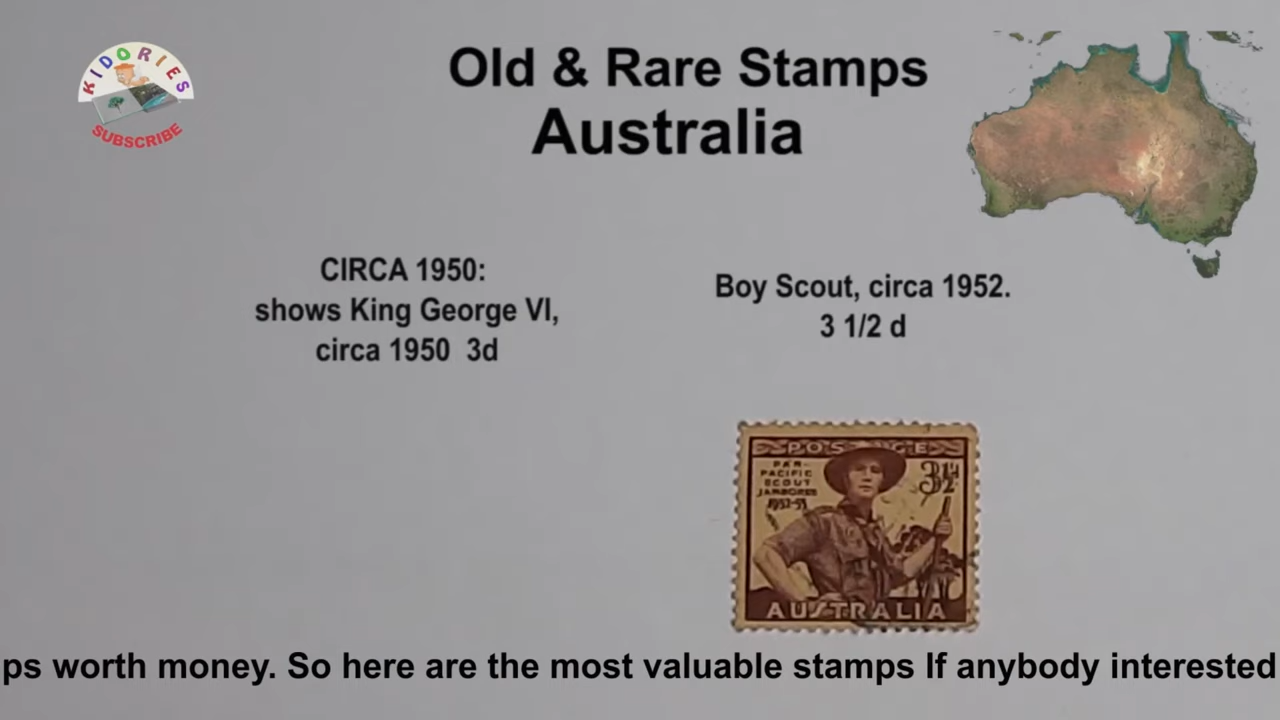 KIDORIES
SUBSCRIBE
Old & Rare Stamps
Australia
CIRCA 1950:
shows King George VI,
circa 1950 3d
Boy Scout, circa 1952.
3 1/2 d
POSTAGE
PAN-
PACIFIC
SCOUT
JAMBOREE
1952-53
3½d
AUSTRALIA
ps worth money. So here are the most valuable stamps If anybody interested